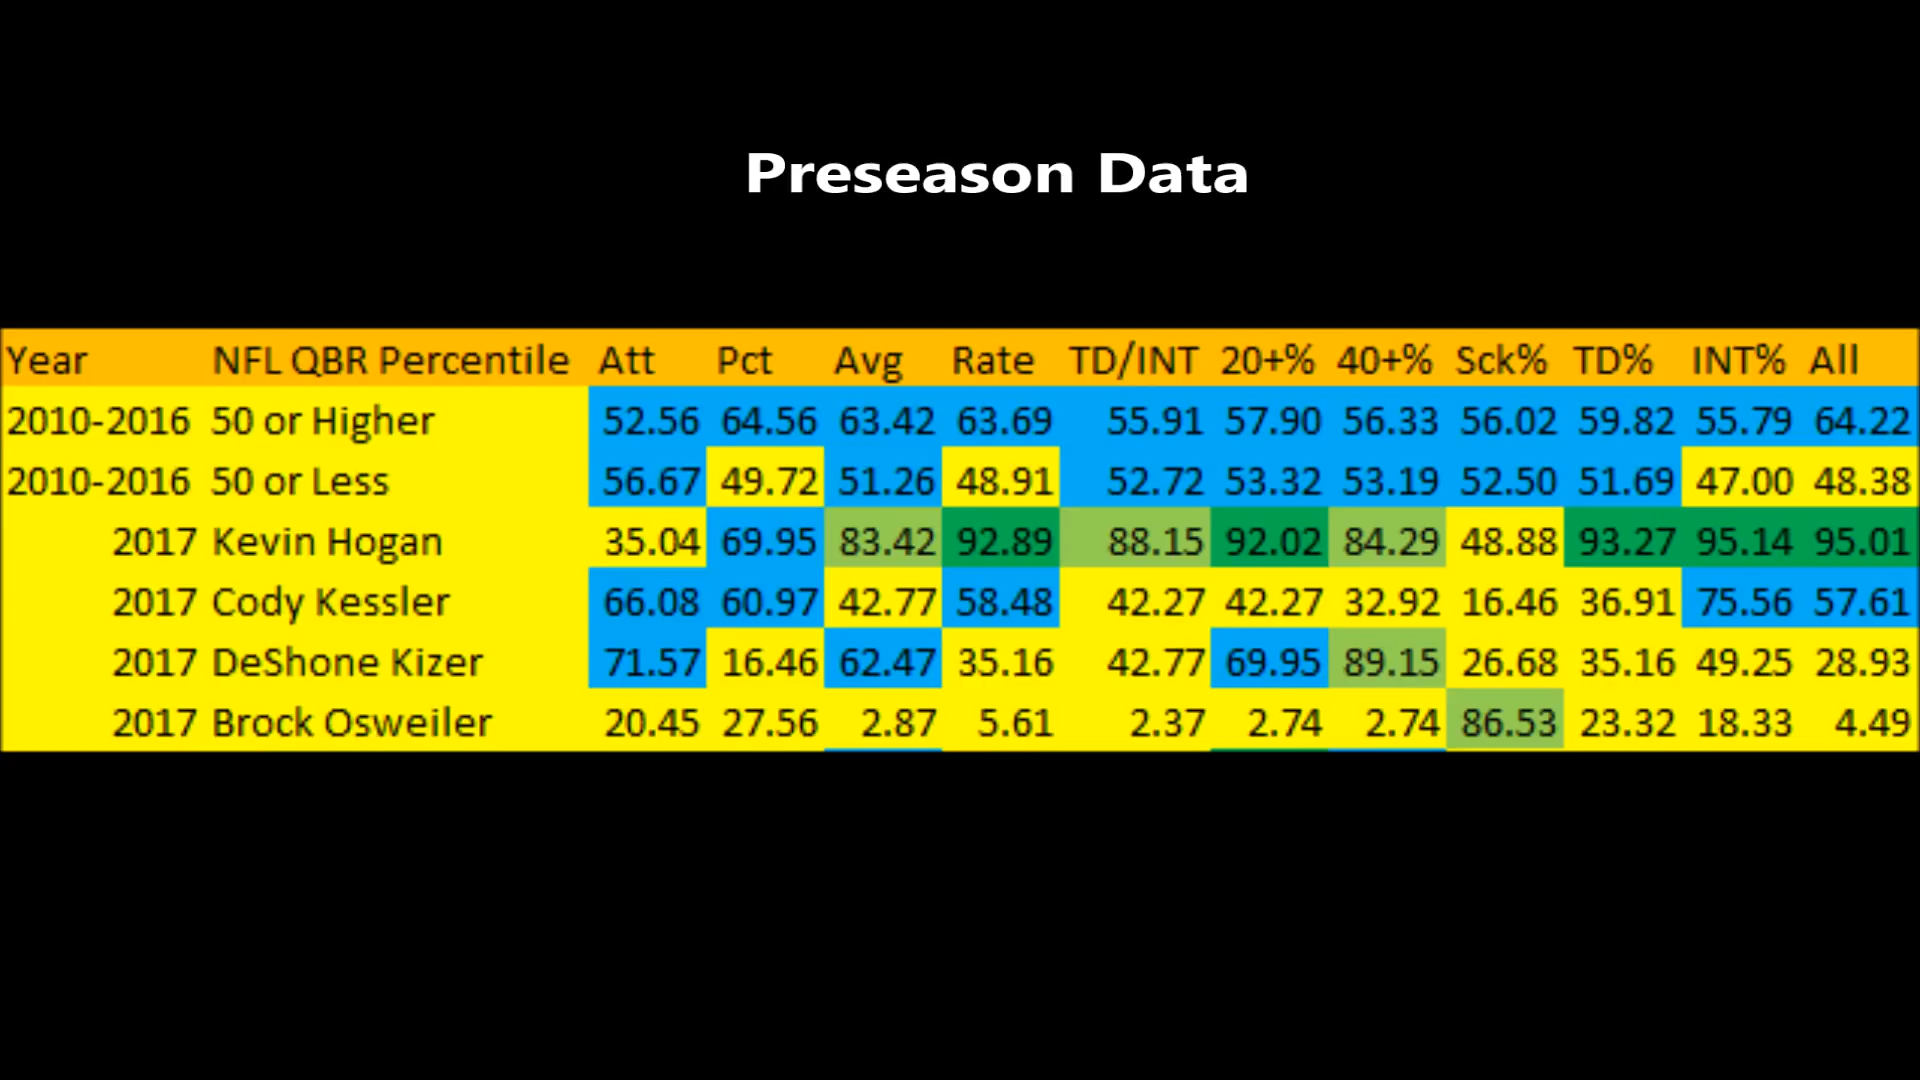 Preseason Data
Year NFL QBR Percentile Att Pct Avg Rate TD/INT 20+% 40+% Sck% TD% INT% All
2010-2016 50 or Higher 52.56 64.56 63.42 63.69 55.91 57.90 56.33 56.02 59.82 55.79 64.22
2010-2016 50 or Less 56.67 49.72 51.26 48.91 52.72 53.32 53.19 52.50 51.69 47.00 48.38
2017 Kevin Hogan 35.04 69.95 83.42 92.89 88.15 92.02 84.29 48.88 93.27 95.14 95.01
2017 Cody Kessler 66.08 60.97 42.77 58.48 42.27 42.27 32.92 16.46 36.91 75.56 57.61
2017 DeShone Kizer 71.57 16.46 62.47 35.16 42.77 69.95 89.15 26.68 35.16 49.25 28.93
2017 Brock Osweiler 20.45 27.56 2.87 5.61 2.37 2.74 2.74 86.53 23.32 18.33 4.49